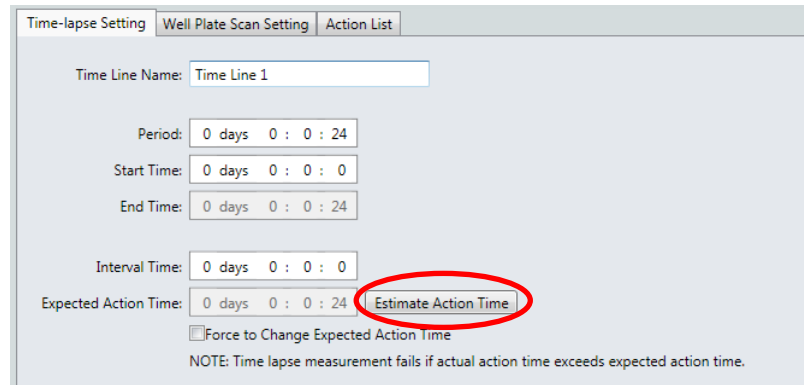 Time-lapse Setting Well Plate Scan Setting Action List
Time Line Name: Time Line 1
Period: 0 days 0 : 0 : 24
Start Time: 0 days 0 : 0 : 0
End Time: 0 days 0 : 0 : 24
Interval Time: 0 days 0 : 0 : 0
Expected Action Time: 0 days 0 : 0 : 24 Estimate Action Time
Force to Change Expected Action Time
NOTE: Time lapse measurement fails if actual action time exceeds expected action time.